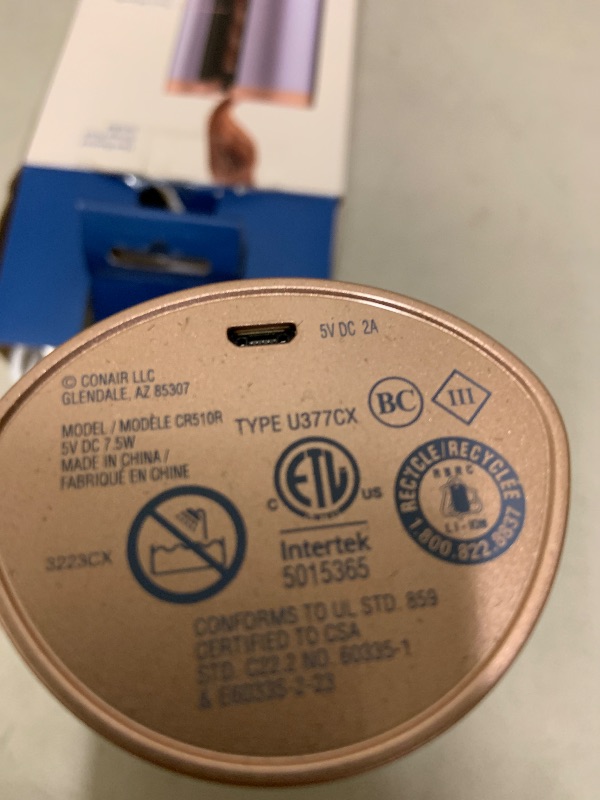 5V DC 2A
© CONAIR LLC
GLENDALE, AZ 85307
MODEL / MODÈLE CR510R
5V DC 7.5W
MADE IN CHINA /
FABRIQUÉ EN CHINE
TYPE U377CX
BC
III
ETL
C US
Intertek
5015365
RECYCLE/RECYCLÉE
RBRC
Li-ion
1.800.822.8837
3223CX
CONFORMS TO UL STD. 859
CERTIFIED TO CSA
STD. C22.2 NO. 60335-1
& E60335-2-23